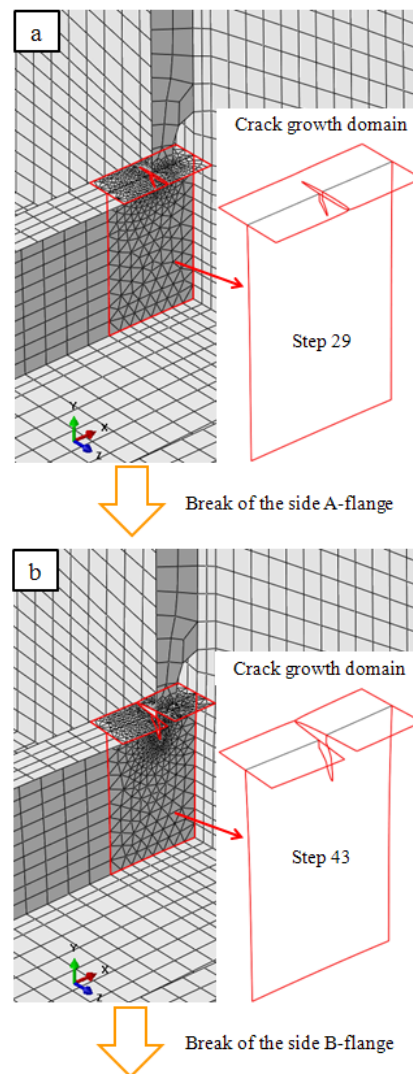 a
Crack growth domain
Step 29
Y
X
Z
Break of the side A-flange
b
Crack growth domain
Step 43
Y
X
Z
Break of the side B-flange